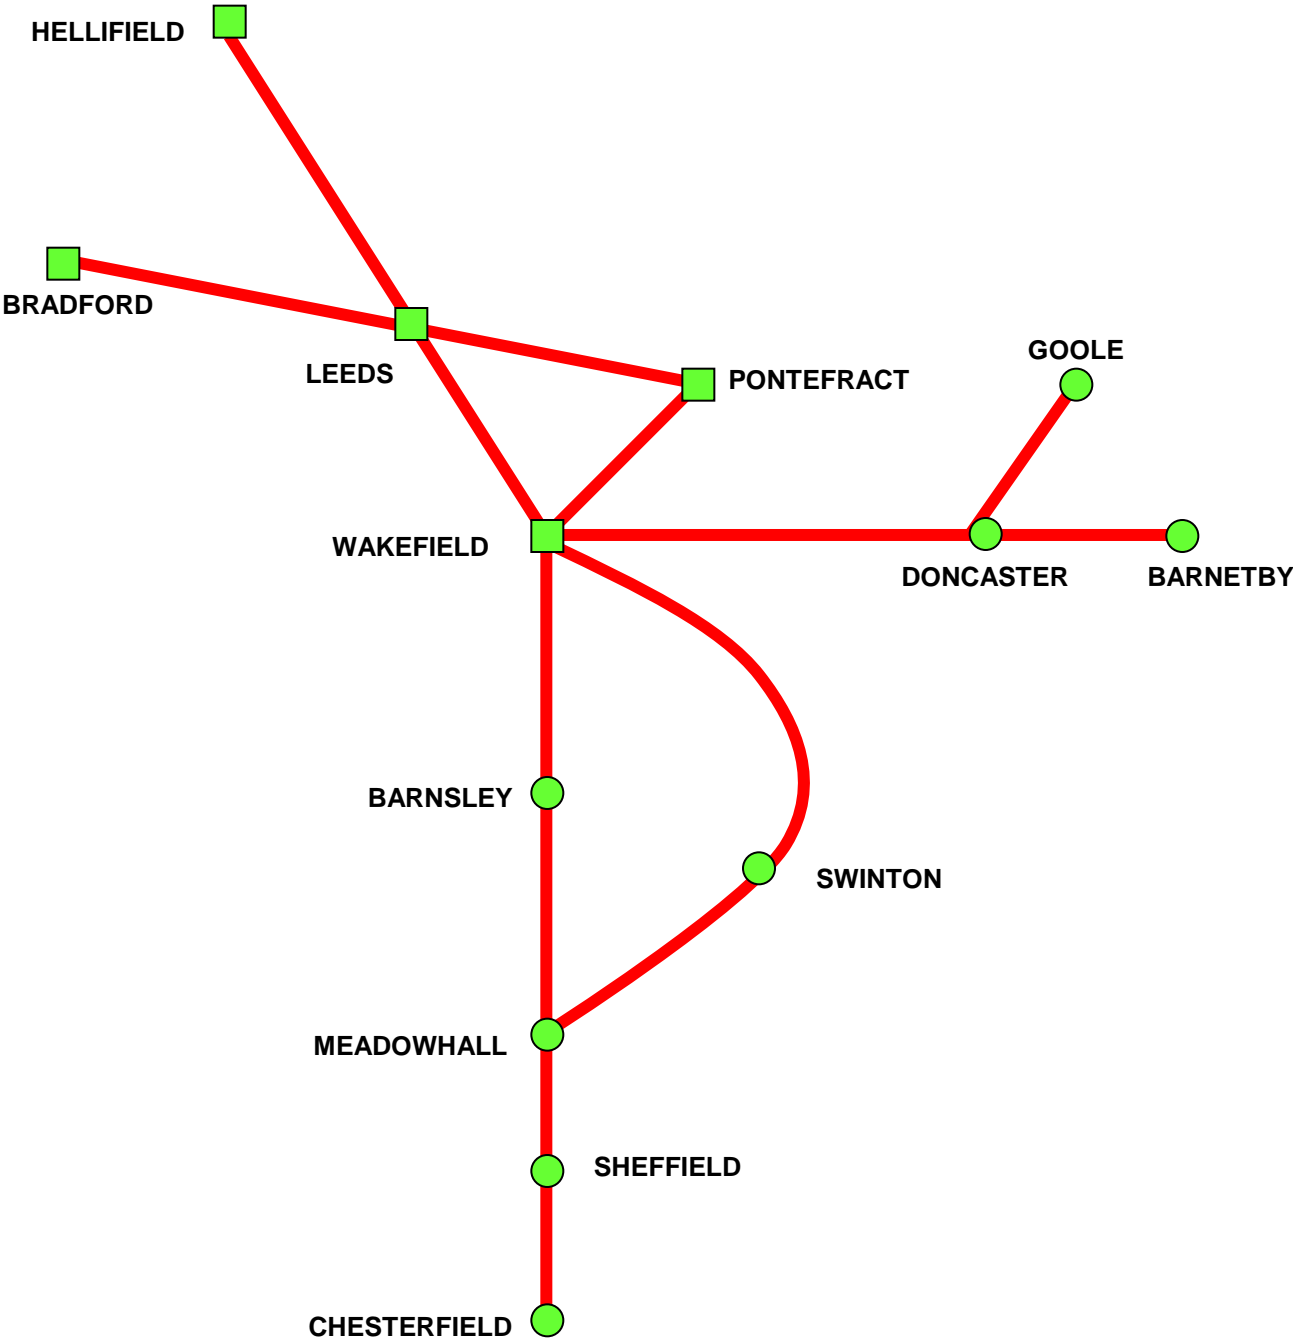 HELLIFIELD
BRADFORD
LEEDS
GOOLE
PONTEFRACT
WAKEFIELD
DONCASTER
BARNETBY
BARNSLEY
SWINTON
MEADOWHALL
SHEFFIELD
CHESTERFIELD